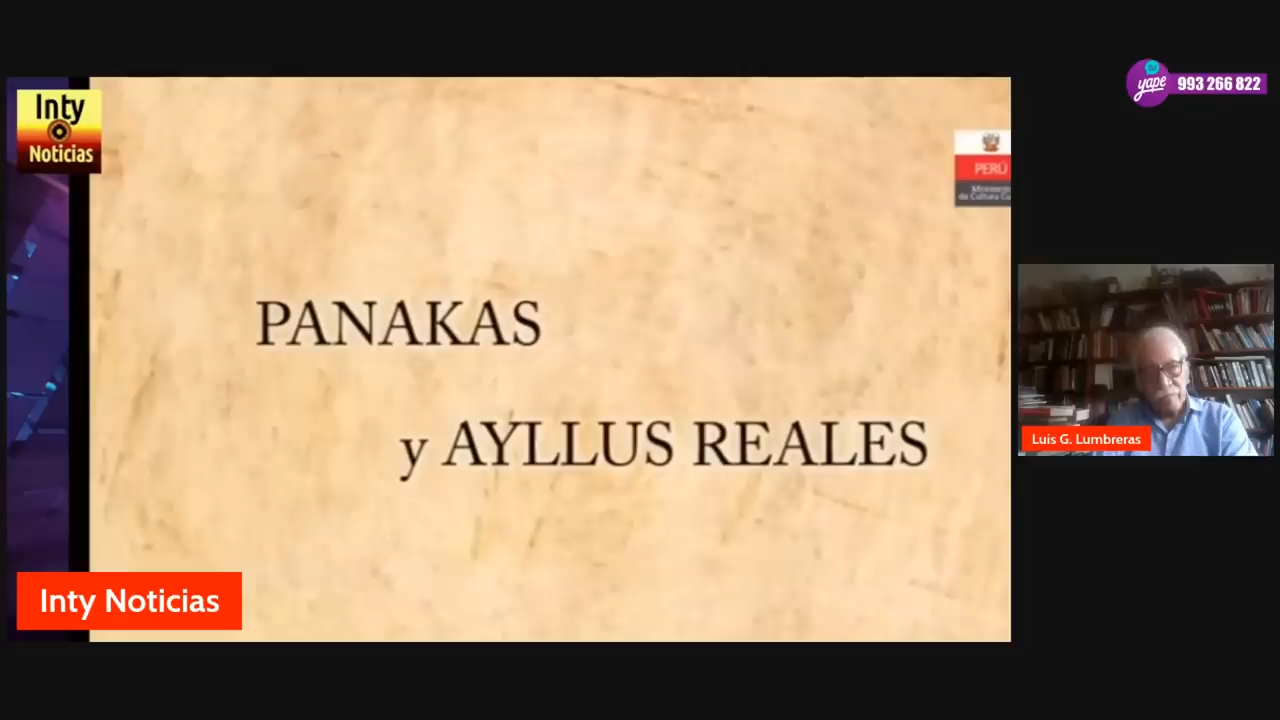 Inty
Noticias
yape 993 266 822
PERÚ
PANAKAS
y AYLLUS REALES
Luis G. Lumbreras
Inty Noticias